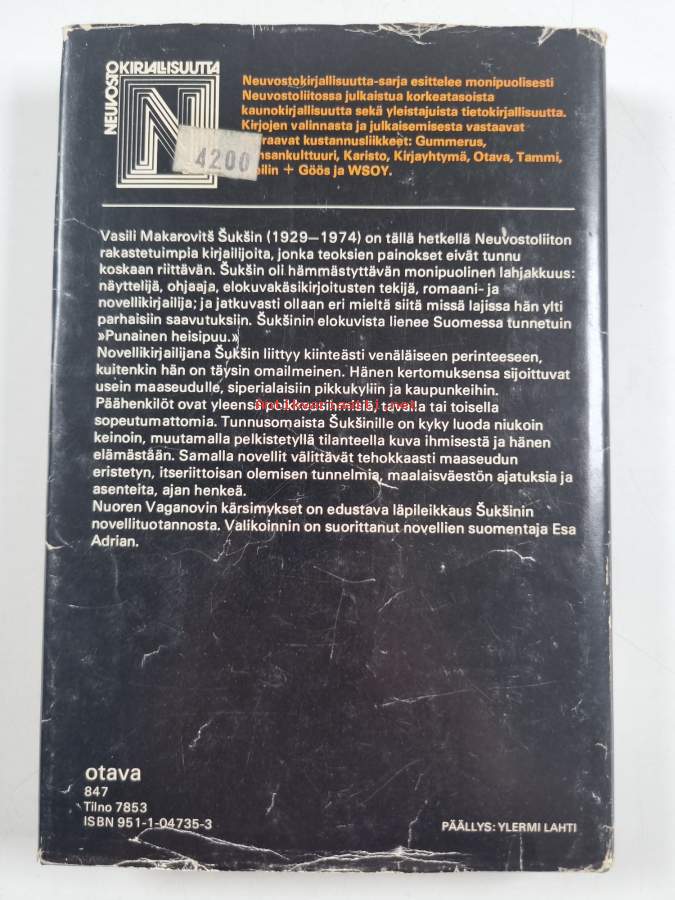 NEUVOSTOKIRJALLISUUTTA
N
4200
Neuvostokirjallisuutta-sarja esittelee monipuolisesti
Neuvostoliitossa julkaistua korkeatasoista
kaunokirjallisuutta sekä yleistajuista tietokirjallisuutta.
Kirjojen valinnasta ja julkaisemisesta vastaavat
kustannusliikkeet: Gummerus,
Karisto, Kirjayhtymä, Otava, Tammi,
+ Göös ja WSOY.
Vasili Makarovitš Šukšin (1929—1974) on tällä hetkellä Neuvostoliiton
rakastetuimpia kirjailijoita, jonka teoksien painokset eivät tunnu
koskaan riittävän. Šukšin oli hämmästyttävän monipuolinen lahjakkuus:
näyttelijä, ohjaaja, elokuvakäsikirjoitusten tekijä, romaani- ja
novellikirjailija; ja jatkuvasti ollaan eri mieltä siitä missä lajissa hän ylti
parhaisiin saavutuksiin. Šukšinin elokuvista lienee Suomessa tunnetuin
»Punainen heisipuu.»
Novellikirjailijana Šukšin liittyy kiinteästi venäläiseen perinteeseen,
kuitenkin hän on täysin omailmeinen. Hänen kertomuksensa sijoittuvat
usein maaseudulle, siperialaisiin pikkukyliin ja kaupunkeihin.
Päähenkilöt ovat yleensä poikkeusihmisiä, tavalla tai toisella
sopeutumattomia. Tunnusomaista Šukšinille on kyky luoda niukoin
keinoin, muutamalla pelkistetyllä tilanteella kuva ihmisestä ja hänen
elämästään. Samalla novellit välittävät tehokkaasti maaseudun
eristetyn, itseriittoisan olemisen tunnelmia, maalaisväestön ajatuksia ja
asenteita, ajan henkeä.
Nuoren Vaganovin kärsimykset on edustava läpileikkaus Šukšinin
novellituotannosta. Valikoinnin on suorittanut novellien suomentaja Esa
Adrian.
otava
847
Tilno 7853
ISBN 951-1-04735-3
PÄÄLLYS: YLERMI LAHTI